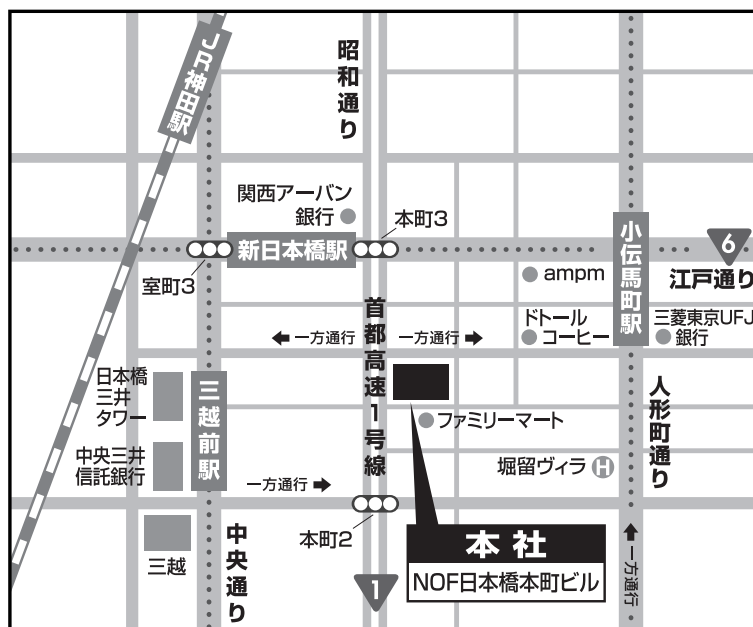 JR神田駅
昭和通り
関西アーバン
銀行
本町3
新日本橋駅
室町3
小伝馬町駅
6
江戸通り
ampm
ドトール
コーヒー
三菱東京UFJ
銀行
首都高速1号線
一方通行
一方通行
日本橋
三井
タワー
三越前駅
中央三井
信託銀行
ファミリーマート
人形町通り
堀留ヴィラ
H
一方通行
本町2
三越
中央通り
1
本社
NOF日本橋本町ビル
一方通行